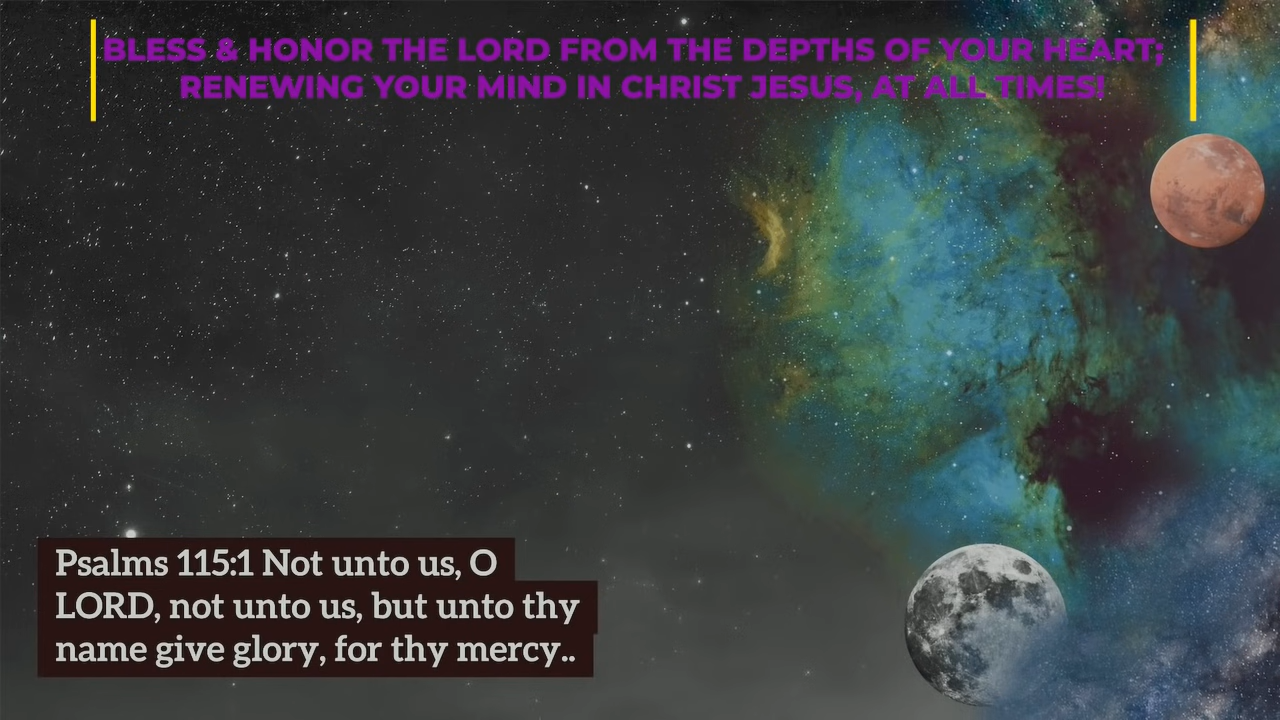 BLESS & HONOR THE LORD FROM THE DEPTHS OF YOUR HEART;
RENEWING YOUR MIND IN CHRIST JESUS, AT ALL TIMES!
Psalms 115:1 Not unto us, O
LORD, not unto us, but unto thy
name give glory, for thy mercy..